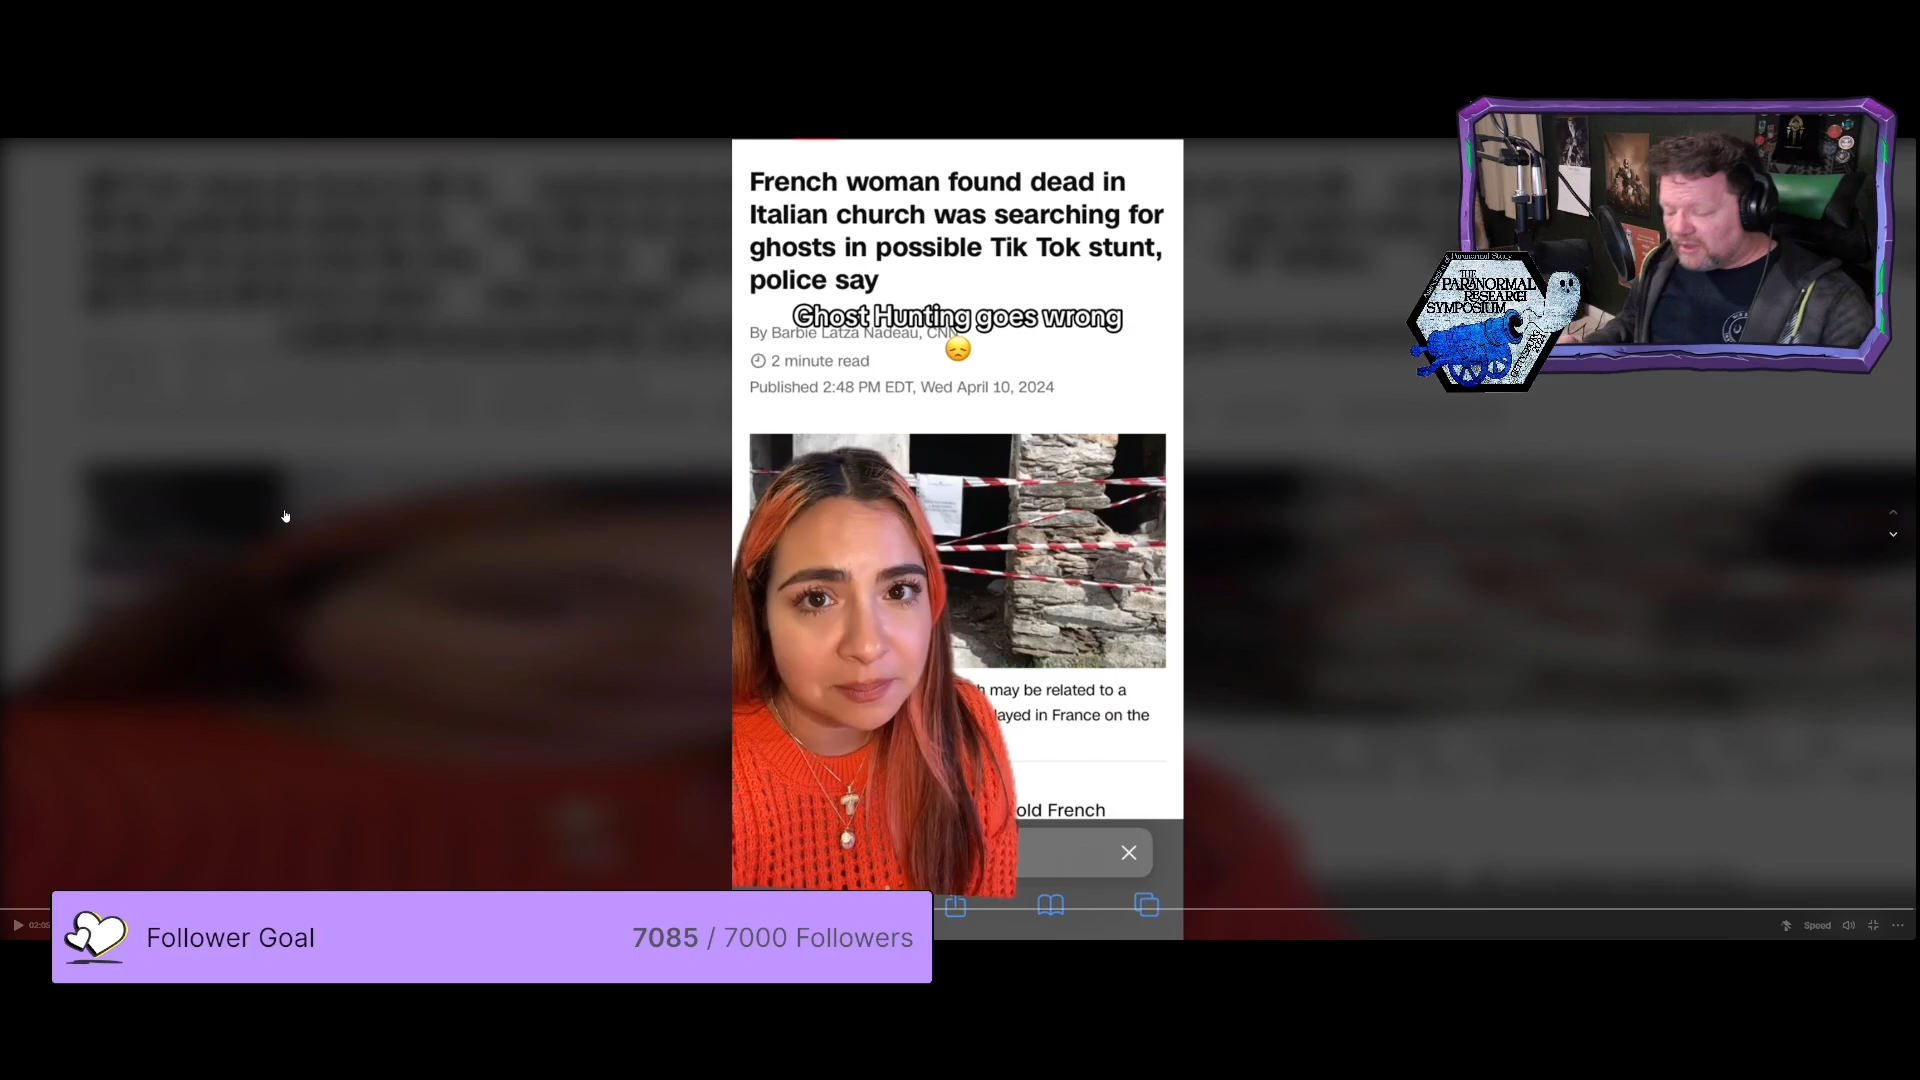 French woman found dead in
Italian church was searching for
ghosts in possible Tik Tok stunt,
police say
Ghost Hunting goes wrong
By Barbie Latza Nadeau, CNN
2 minute read
Published 2:48 PM EDT, Wed April 10, 2024
may be related to a
layed in France on the
old French
THE
PARANORMAL
RESEARCH
SYMPOSIUM
Follower Goal
7085 / 7000 Followers
02:05
Speed